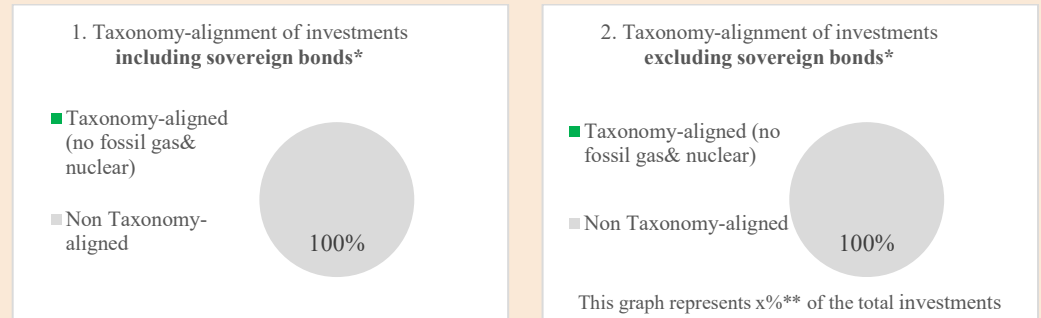 1. Taxonomy-alignment of investments
including sovereign bonds*
Taxonomy-aligned
(no fossil gas&
nuclear)
Non Taxonomy-
aligned
100%
2. Taxonomy-alignment of investments
excluding sovereign bonds*
Taxonomy-aligned (no
fossil gas& nuclear)
Non Taxonomy-aligned
100%
This graph represents x%** of the total investments